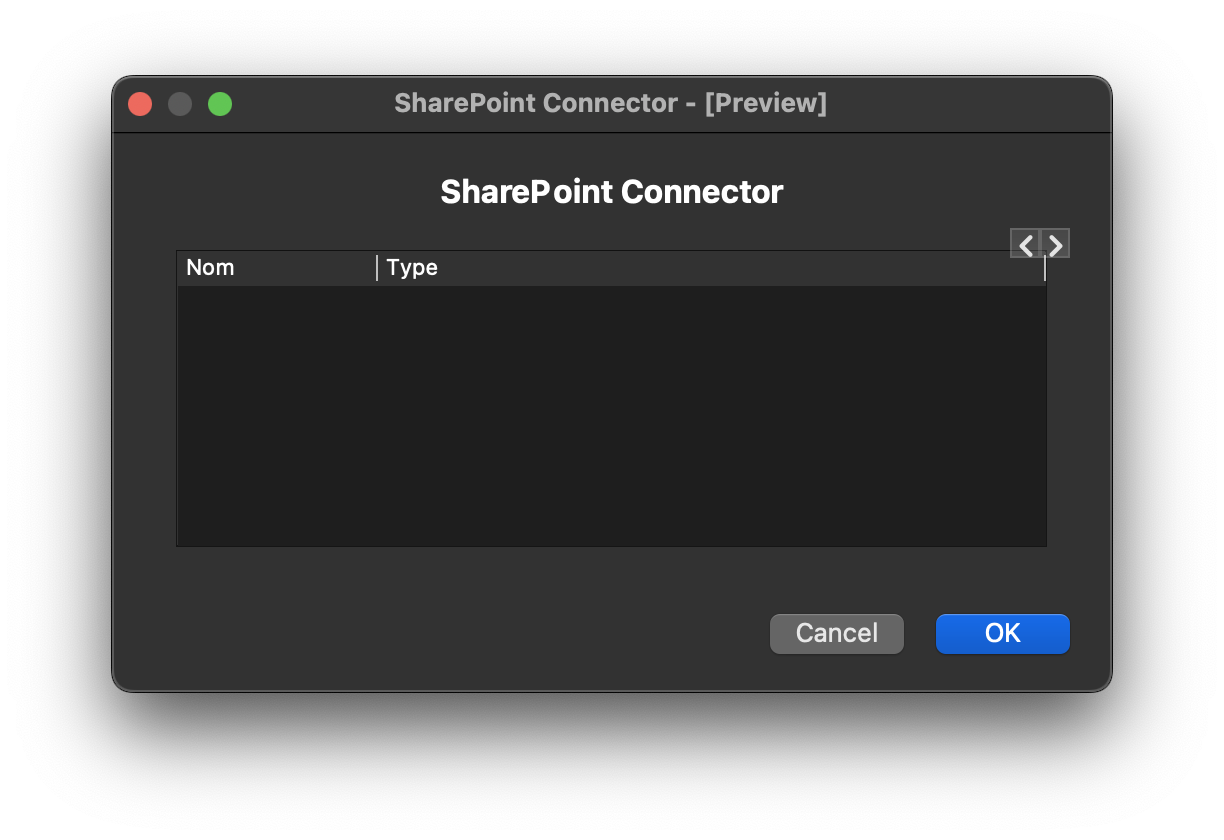 SharePoint Connector - [Preview]
SharePoint Connector
Nom Type
Cancel OK